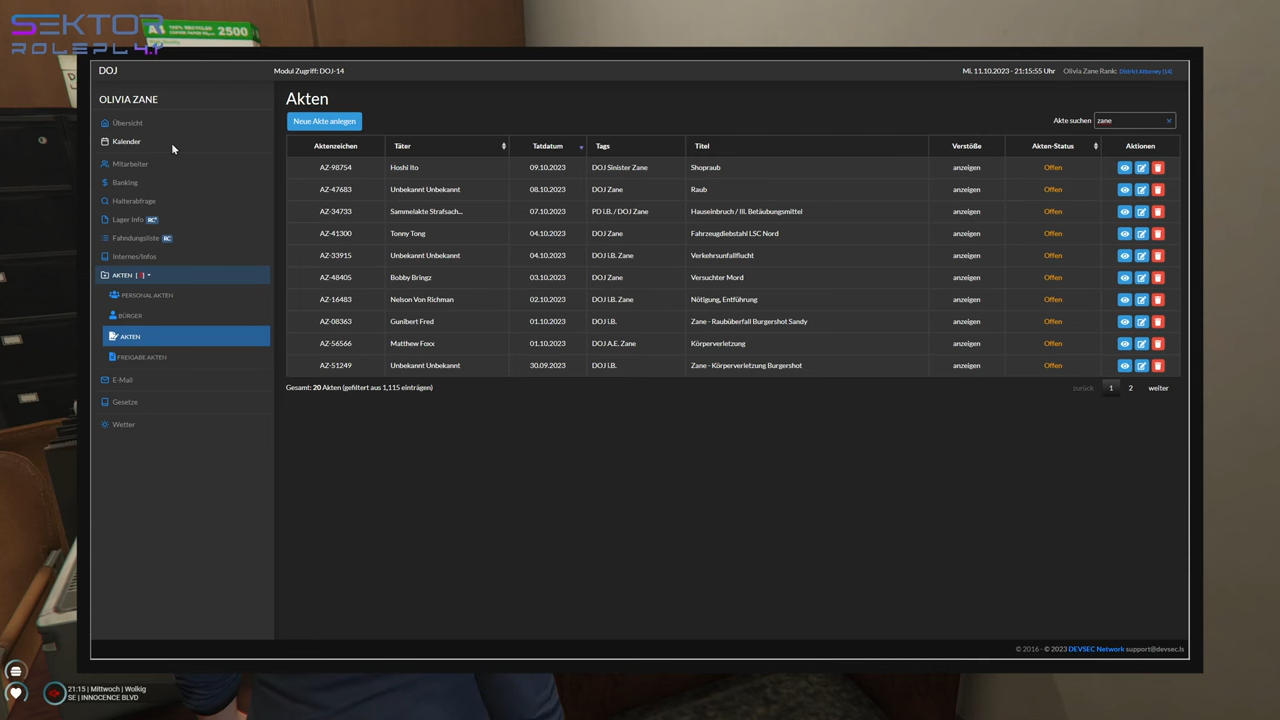 SEKTOR
ROLEPL4.Y
A1 100% RECYCLED 2500
DOJ
Modul Zugriff: DOJ-14
Mi. 11.10.2023 - 21:15:55 Uhr
Olivia Zane Rank: District Attorney [14]
OLIVIA ZANE
Übersicht
Kalender
Mitarbeiter
Banking
Halterabfrage
Lager Info RC*
Fahndungsliste RC
Internes/Infos
AKTEN
PERSONAL AKTEN
BÜRGER
AKTEN
FREIGABE AKTEN
E-Mail
Gesetze
Wetter
Akten
Neue Akte anlegen
Akte suchen zane ×
Aktenzeichen Täter Tatdatum Tags Titel Verstöße Akten-Status Aktionen
AZ-98754 Hoshi Ito 09.10.2023 DOJ Sinister Zane Shopraub anzeigen Offen
AZ-47683 Unbekannt Unbekannt 08.10.2023 DOJ Zane Raub anzeigen Offen
AZ-34733 Sammelakte Strafsach... 07.10.2023 PD i.B. / DOJ Zane Hauseinbruch / Ill. Betäubungsmittel anzeigen Offen
AZ-41300 Tonny Tong 04.10.2023 DOJ Zane Fahrzeugdiebstahl LSC Nord anzeigen Offen
AZ-33915 Unbekannt Unbekannt 04.10.2023 DOJ i.B. Zane Verkehrsunfallflucht anzeigen Offen
AZ-48405 Bobby Bringz 03.10.2023 DOJ Zane Versuchter Mord anzeigen Offen
AZ-16483 Nelson Von Richman 02.10.2023 DOJ i.B. Zane Nötigung, Entführung anzeigen Offen
AZ-08363 Gunibert Fred 01.10.2023 DOJ i.B. Zane - Raubüberfall Burgershot Sandy anzeigen Offen
AZ-56566 Matthew Foxx 01.10.2023 DOJ A.E. Zane Körperverletzung anzeigen Offen
AZ-51249 Unbekannt Unbekannt 30.09.2023 DOJ i.B. Zane - Körperverletzung Burgershot anzeigen Offen
Gesamt: 20 Akten (gefiltert aus 1,115 einträgen)
zurück 1 2 weiter
© 2016 - © 2023 DEVSEC Network support@devsec.ls
21:15 | Mittwoch | Wolkig
SE | INNOCENCE BLVD